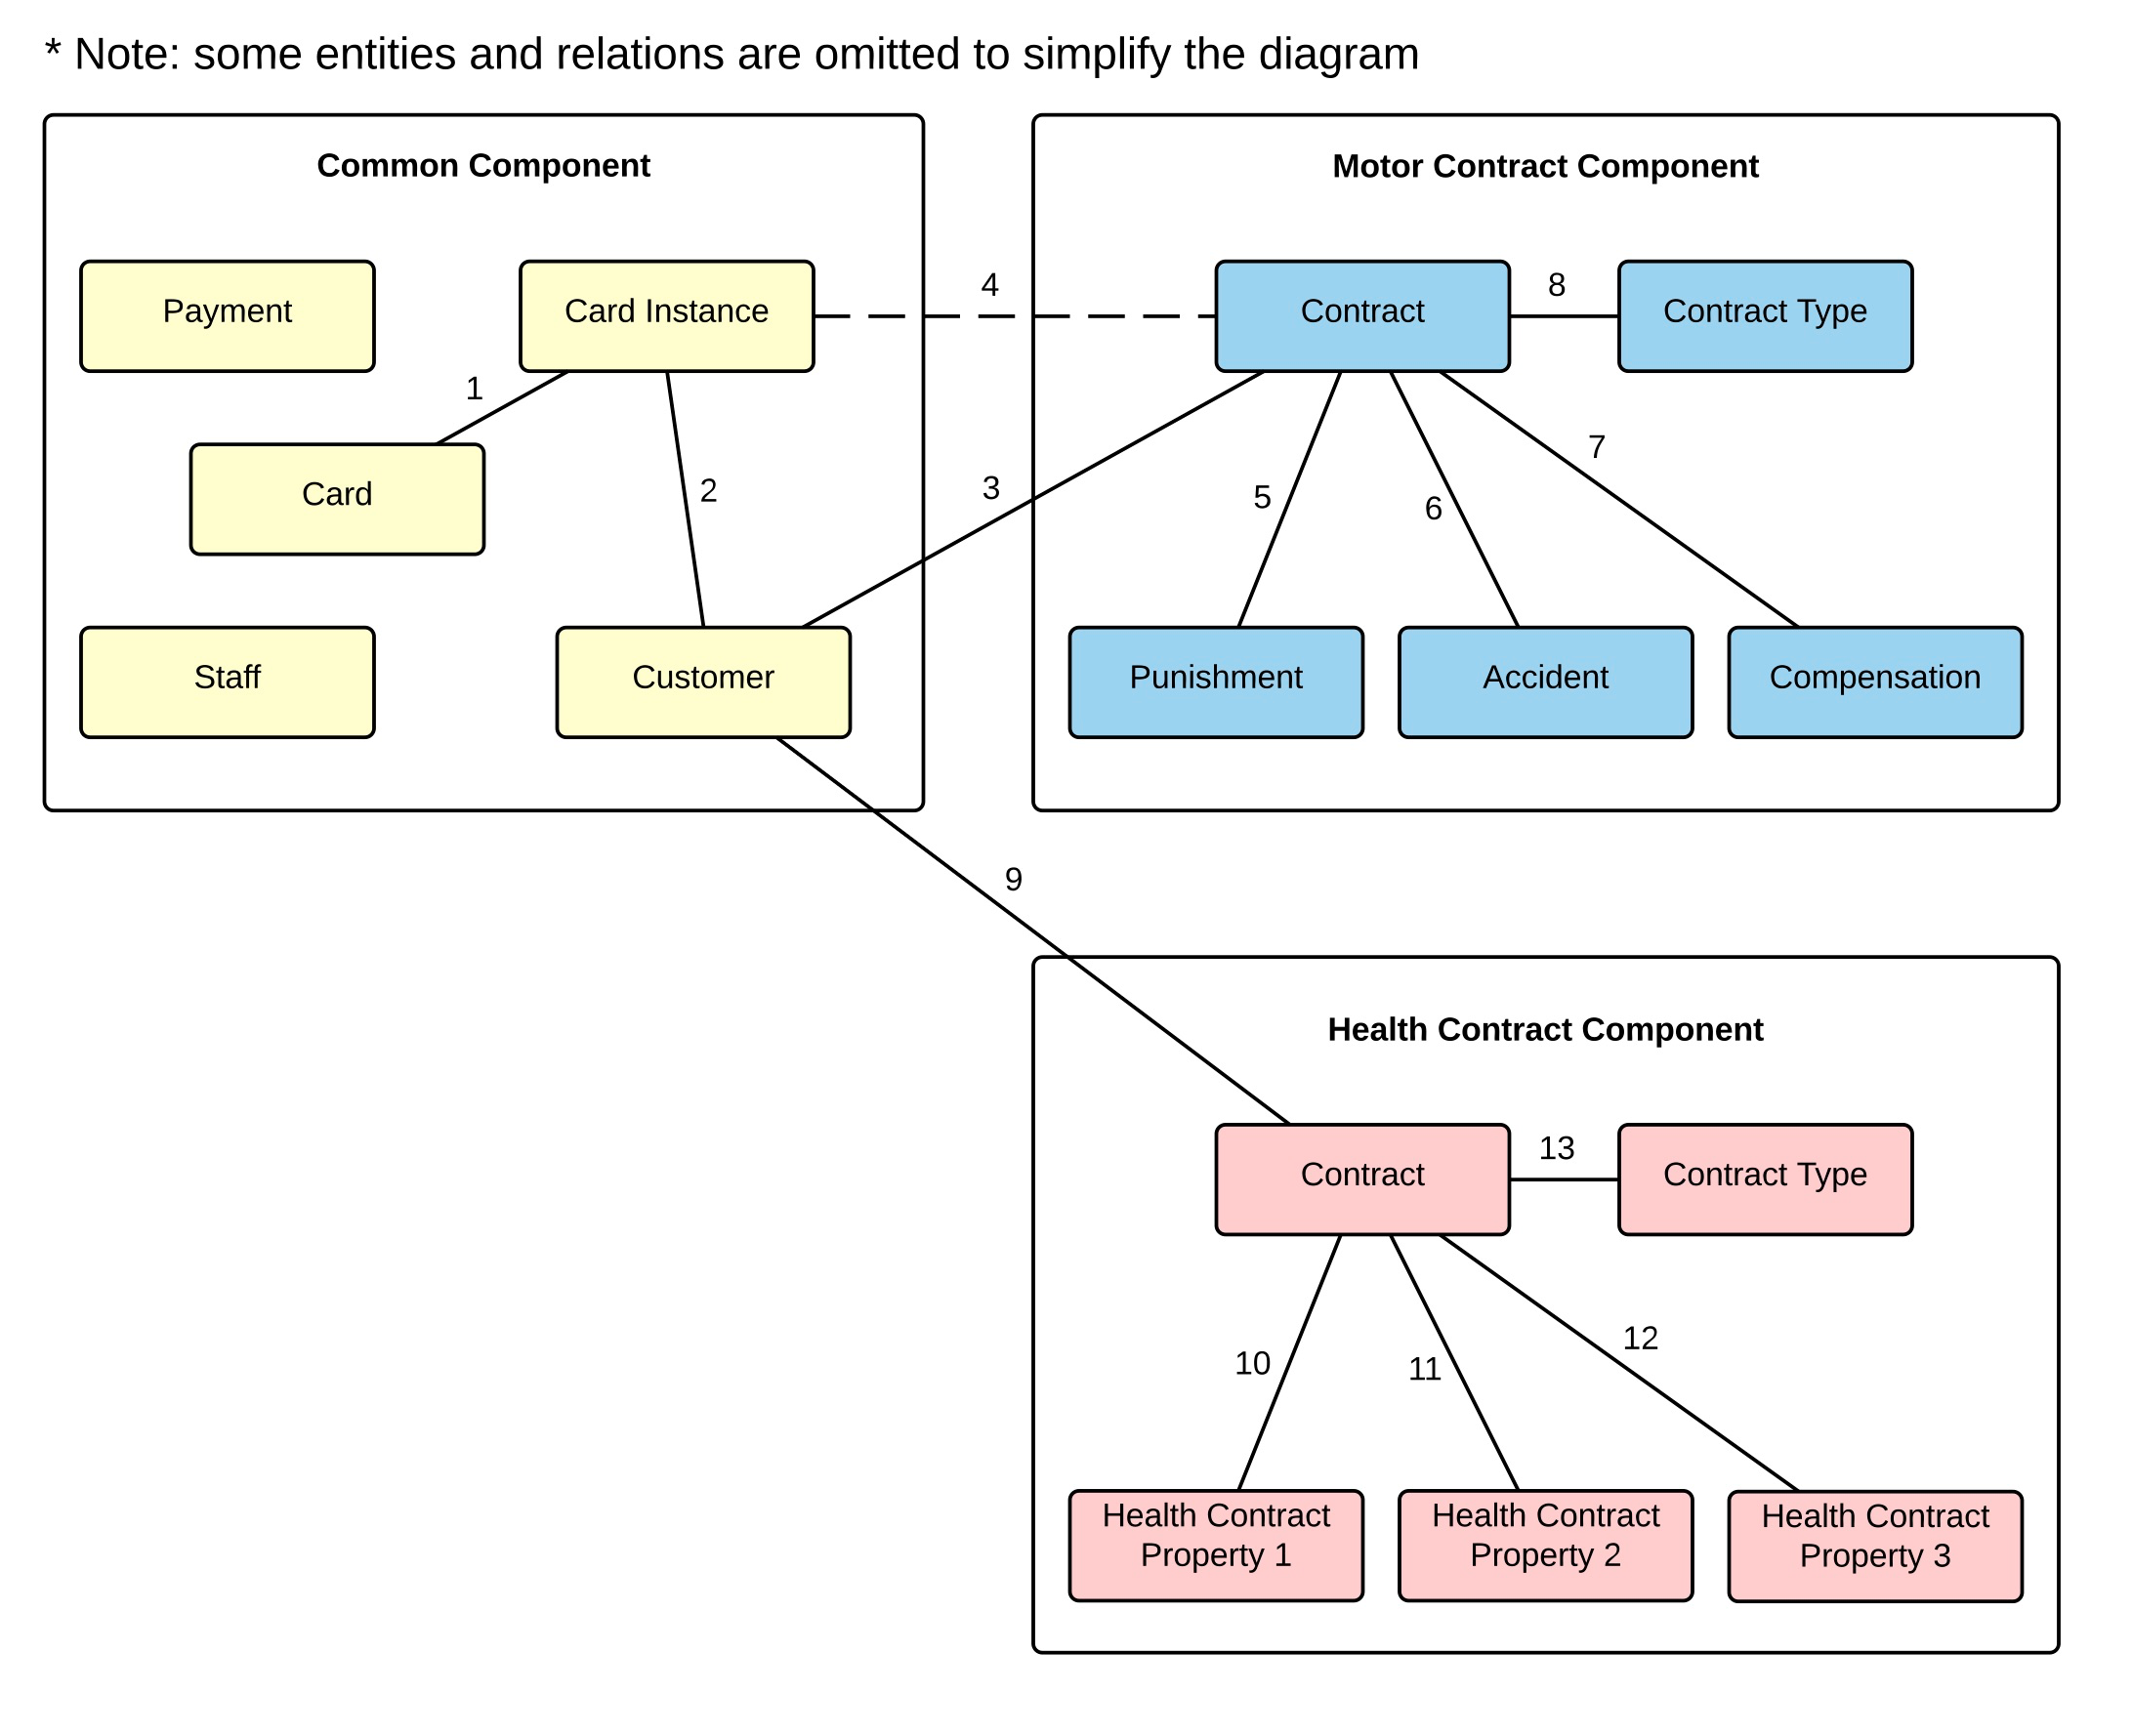 * Note: some entities and relations are omitted to simplify the diagram
Common Component
Motor Contract Component
Payment
Card Instance
4
Contract
8
Contract Type
1
Card
2
3
5
6
7
Staff
Customer
Punishment
Accident
Compensation
9
Health Contract Component
Contract
13
Contract Type
10
11
12
Health Contract
Property 1
Health Contract
Property 2
Health Contract
Property 3